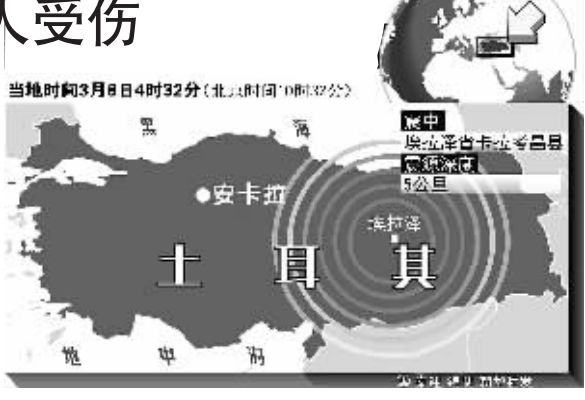 人受伤
当地时间3月8日4时32分(北京时间10时32分)
黑 海
震中
埃拉泽省卡拉考昌县
震源深度
5公里
安卡拉
埃拉泽
土 耳 其
地 中 海